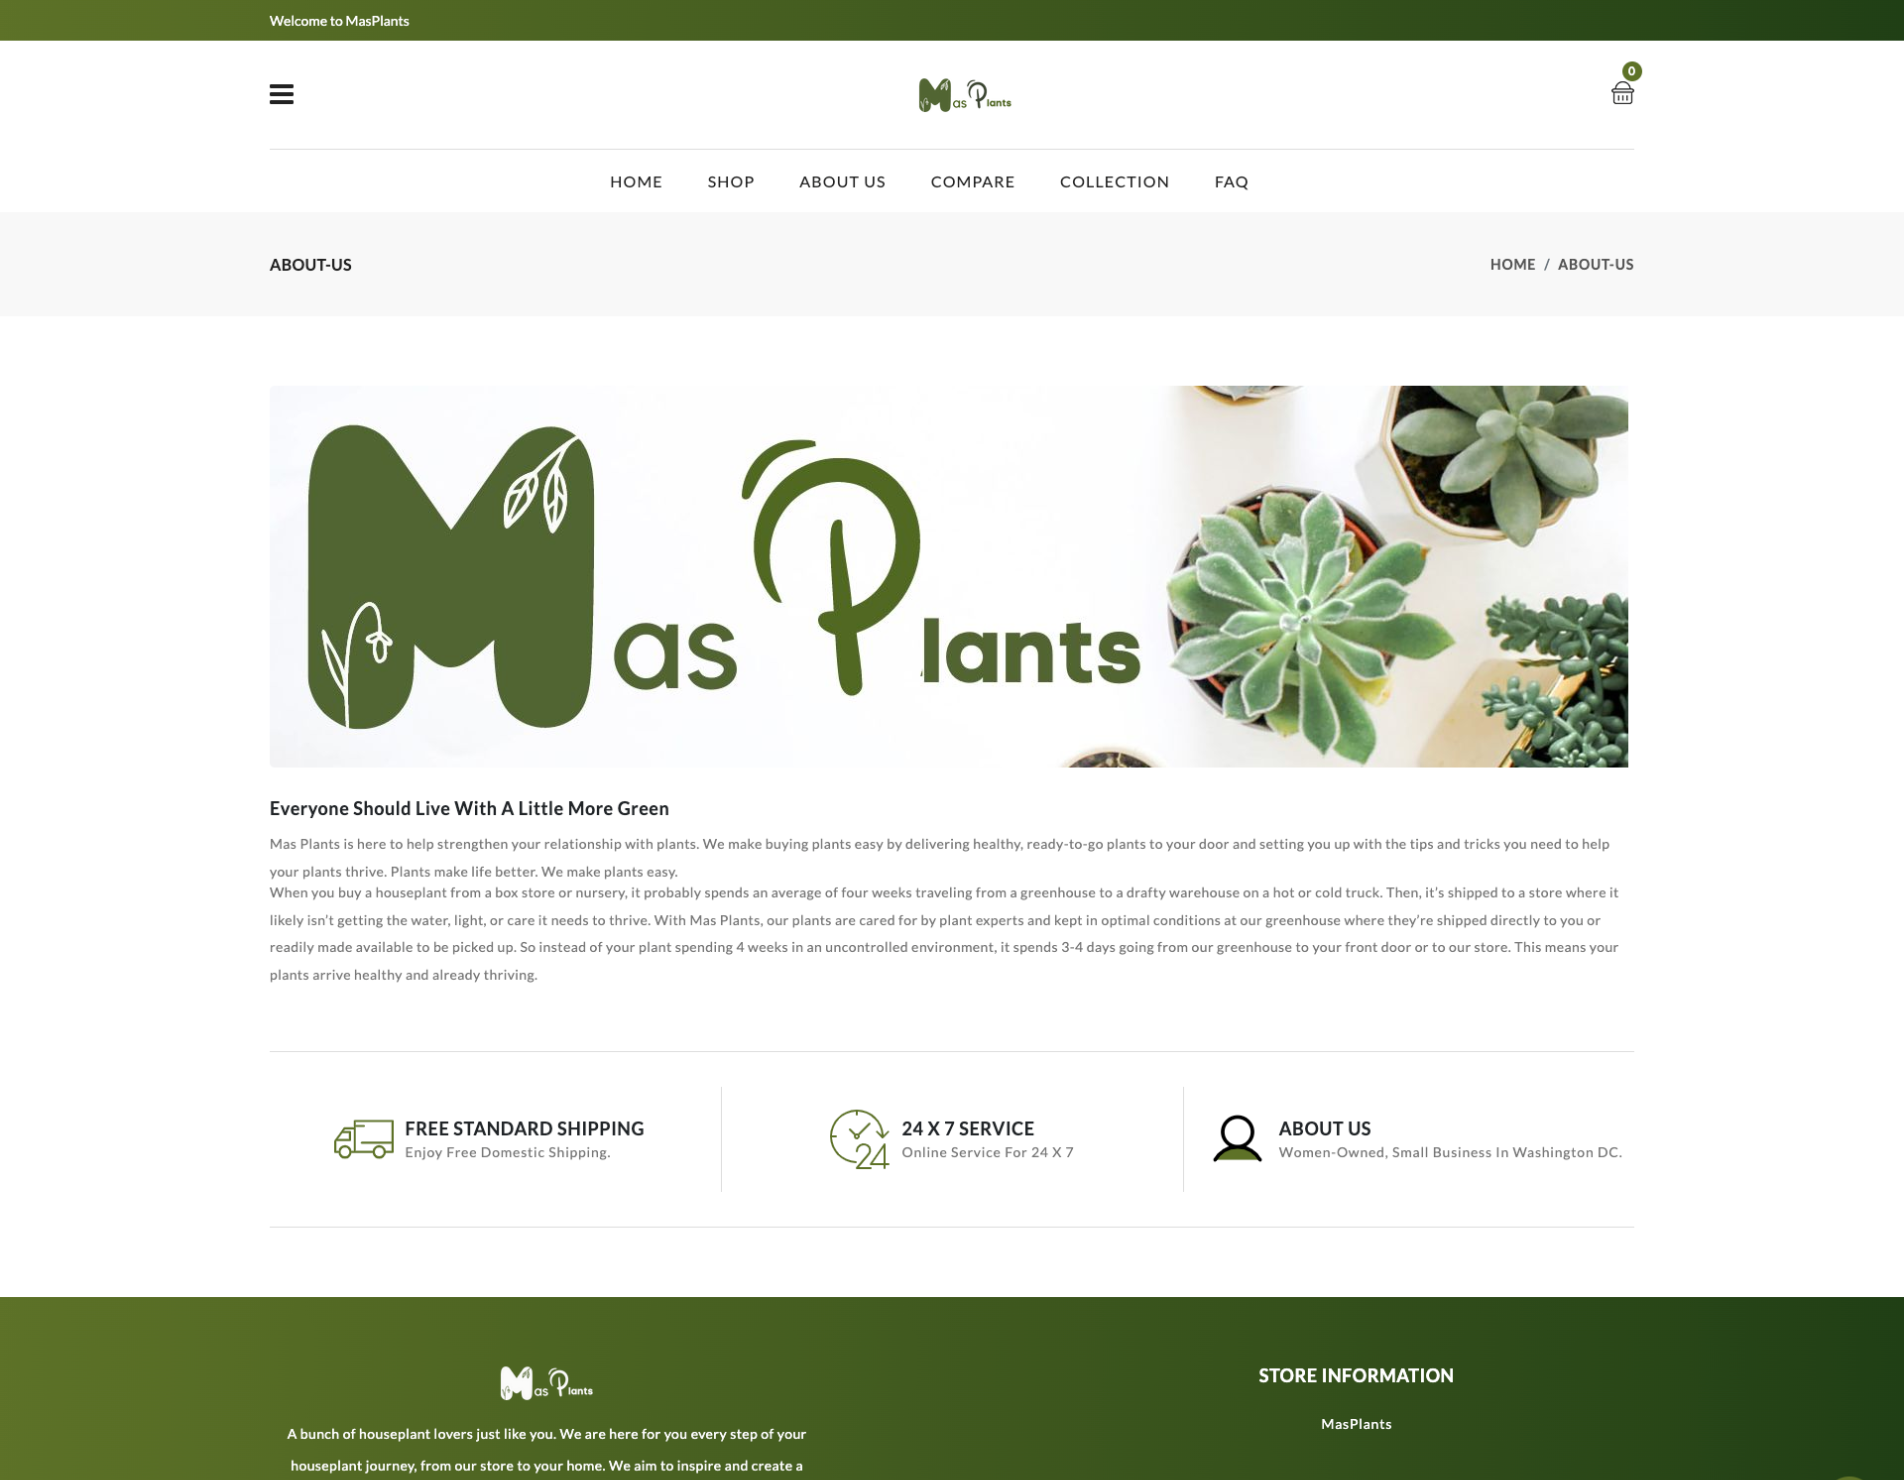 Welcome to MasPlants
0
Mas Plants
HOME SHOP ABOUT US COMPARE COLLECTION FAQ
ABOUT-US
HOME / ABOUT-US
Mas Plants
Everyone Should Live With A Little More Green
Mas Plants is here to help strengthen your relationship with plants. We make buying plants easy by delivering healthy, ready-to-go plants to your door and setting you up with the tips and tricks you need to help
your plants thrive. Plants make life better. We make plants easy.
When you buy a houseplant from a box store or nursery, it probably spends an average of four weeks traveling from a greenhouse to a drafty warehouse on a hot or cold truck. Then, it’s shipped to a store where it
likely isn’t getting the water, light, or care it needs to thrive. With Mas Plants, our plants are cared for by plant experts and kept in optimal conditions at our greenhouse where they’re shipped directly to you or
readily made available to be picked up. So instead of your plant spending 4 weeks in an uncontrolled environment, it spends 3-4 days going from our greenhouse to your front door or to our store. This means your
plants arrive healthy and already thriving.
FREE STANDARD SHIPPING
Enjoy Free Domestic Shipping.
24
24 X 7 SERVICE
Online Service For 24 X 7
ABOUT US
Women-Owned, Small Business In Washington DC.
Mas Plants
A bunch of houseplant lovers just like you. We are here for you every step of your
houseplant journey, from our store to your home. We aim to inspire and create a
STORE INFORMATION
MasPlants